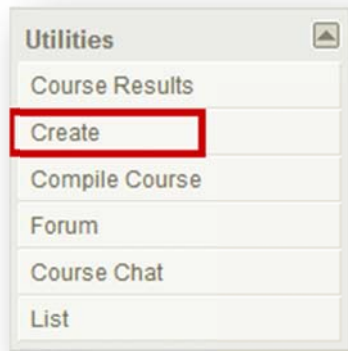 Utilities
Course Results
Create
Compile Course
Forum
Course Chat
List